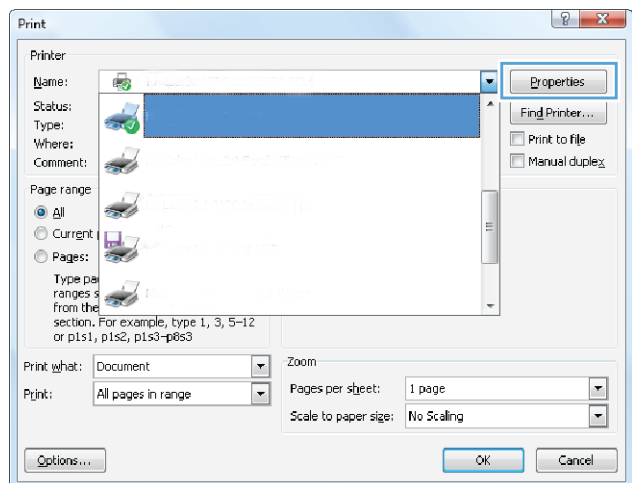 Print
Printer
Name:
Properties
Status:
Find Printer...
Type:
Where:
Print to file
Comment:
Manual duplex
Page range
All
Current
Pages:
Type
ranges
from the
section. For example, type 1, 3, 5–12
or p1s1, p1s2, p1s3–p8s3
Print what: Document
Print: All pages in range
Zoom
Pages per sheet: 1 page
Scale to paper size: No Scaling
Options...
OK
Cancel